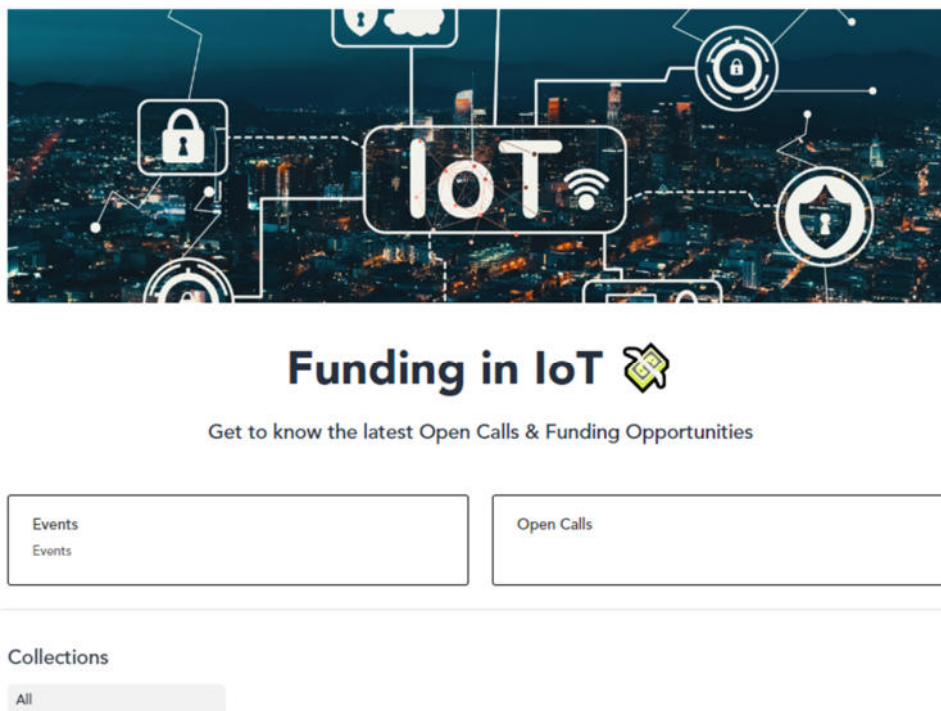 IoT
Funding in IoT
Get to know the latest Open Calls & Funding Opportunities
Events
Events
Open Calls
Collections
All